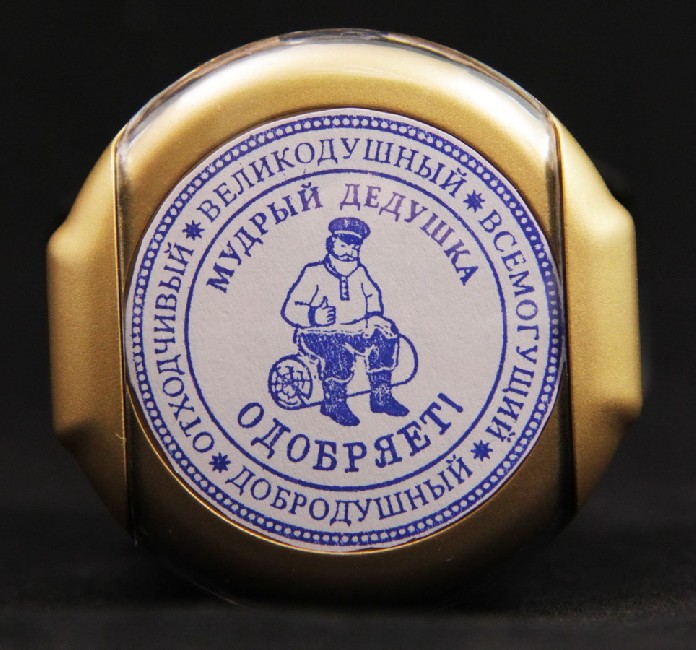 ВЕЛИКОДУШНЫЙ * ВСЕМОГУЩИЙ * ДОБРОДУШНЫЙ * ОТХОДЧИВЫЙ *
МУДРЫЙ ДЕДУШКА
ОДОБРЯЕТ!